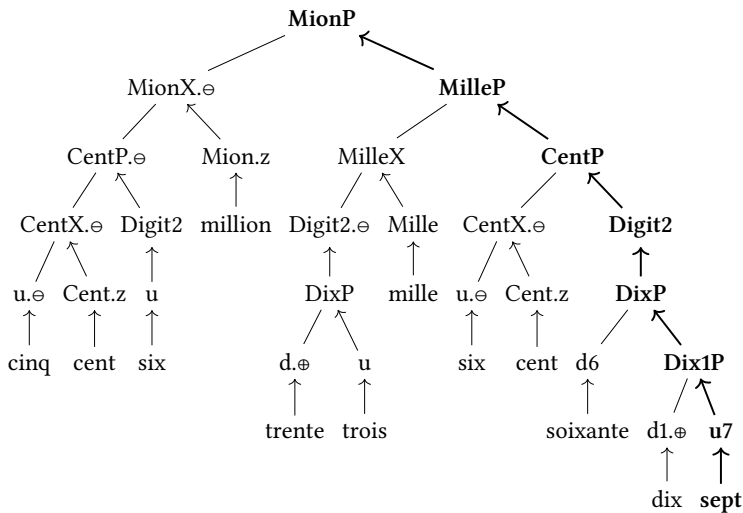 MionP
MionX.⊖ MilleP
CentP.⊖ Mion.z MilleX CentP
CentX.⊖ Digit2 million Digit2.⊖ Mille CentX.⊖ Digit2
u.⊖ Cent.z u DixP mille u.⊖ Cent.z DixP
cinq cent six d.⊕ u six cent d6 Dix1P
trente trois soixante d1.⊕ u7
dix sept